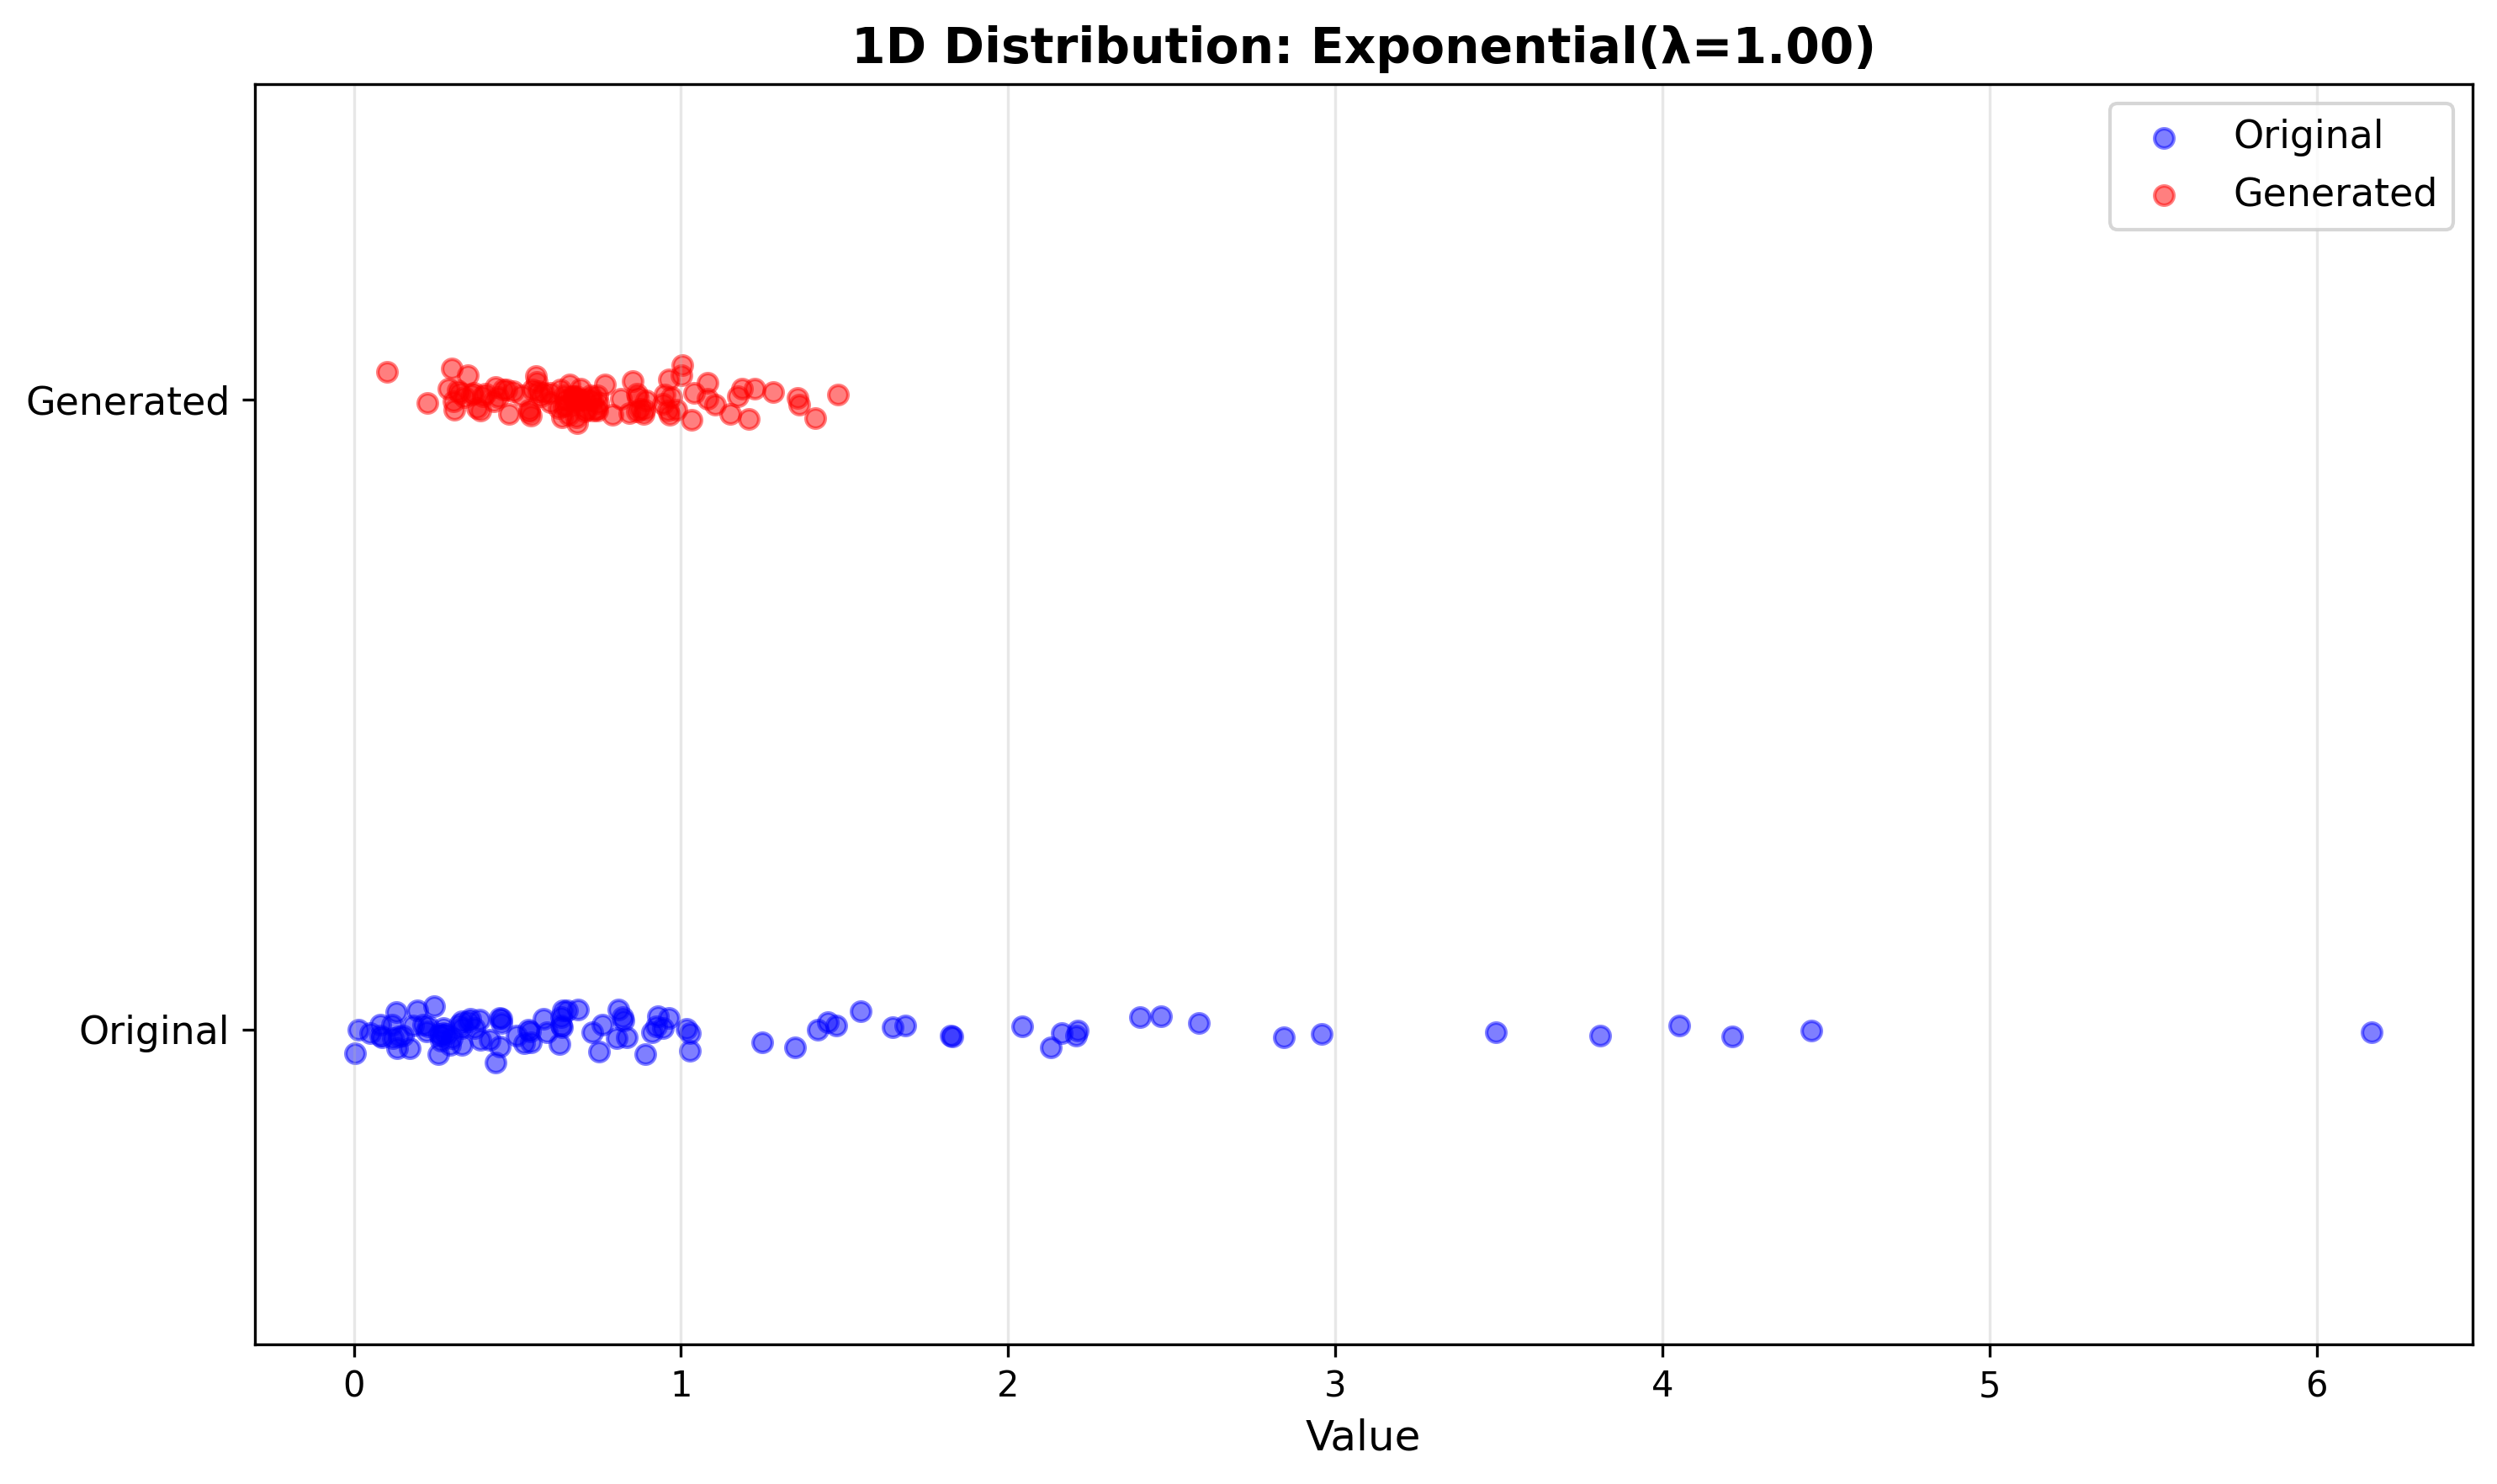 1D Distribution: Exponential(λ=1.00)
Original
Generated
Generated
Original
0 1 2 3 4 5 6
Value